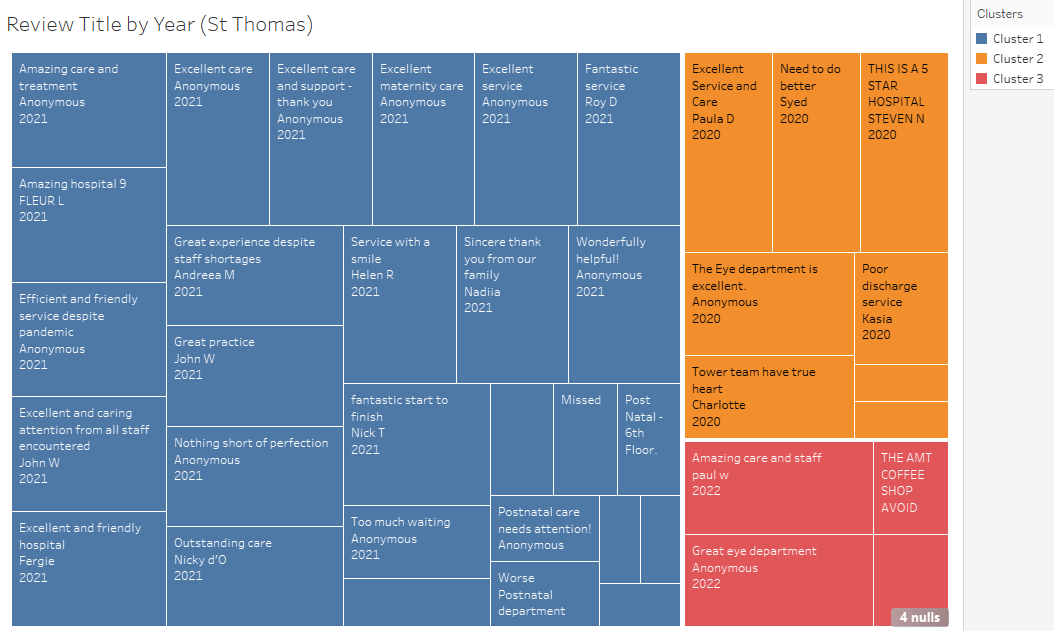 Review Title by Year (St Thomas)
Amazing care and
treatment
Anonymous
2021
Amazing hospital 9
FLEUR L
2021
Efficient and friendly
service despite
pandemic
Anonymous
2021
Excellent and caring
attention from all staff
encountered
John W
2021
Excellent and friendly
hospital
Fergie
2021
Excellent care
Anonymous
2021
Excellent care
and support -
thank you
Anonymous
2021
Excellent
maternity care
Anonymous
2021
Excellent
service
Anonymous
2021
Fantastic
service
Roy D
2021
Great experience despite
staff shortages
Andreea M
2021
Great practice
John W
2021
Nothing short of perfection
Anonymous
2021
Outstanding care
Nicky d'O
2021
Service with a
smile
Helen R
2021
Sincere thank
you from our
family
Nadiia
2021
Wonderfully
helpful!
Anonymous
2021
fantastic start to
finish
Nick T
2021
Too much waiting
Anonymous
2021
Missed
Post
Natal -
6th
Floor.
Postnatal care
needs attention!
Anonymous
Worse
Postnatal
department
Excellent
Service and
Care
Paula D
2020
Need to do
better
Syed
2020
THIS IS A 5
STAR
HOSPITAL
STEVEN N
2020
The Eye department is
excellent.
Anonymous
2020
Poor
discharge
service
Kasia
2020
Tower team have true
heart
Charlotte
2020
Amazing care and staff
paul w
2022
THE AMT
COFFEE
SHOP
AVOID
Great eye department
Anonymous
2022
4 nulls
Clusters
Cluster 1
Cluster 2
Cluster 3